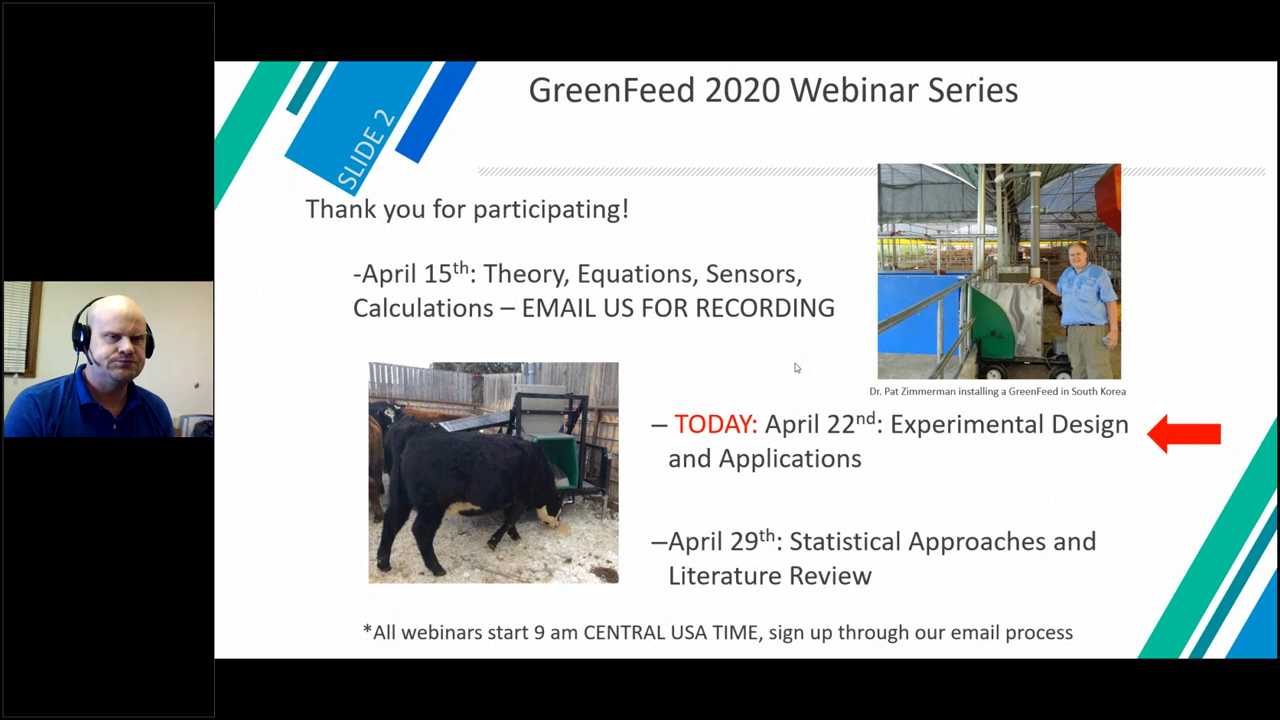 GreenFeed 2020 Webinar Series
SLIDE 2
Thank you for participating!
-April 15th: Theory, Equations, Sensors,
Calculations – EMAIL US FOR RECORDING
Dr. Pat Zimmerman installing a GreenFeed in South Korea
– TODAY: April 22nd: Experimental Design
and Applications
–April 29th: Statistical Approaches and
Literature Review
*All webinars start 9 am CENTRAL USA TIME, sign up through our email process